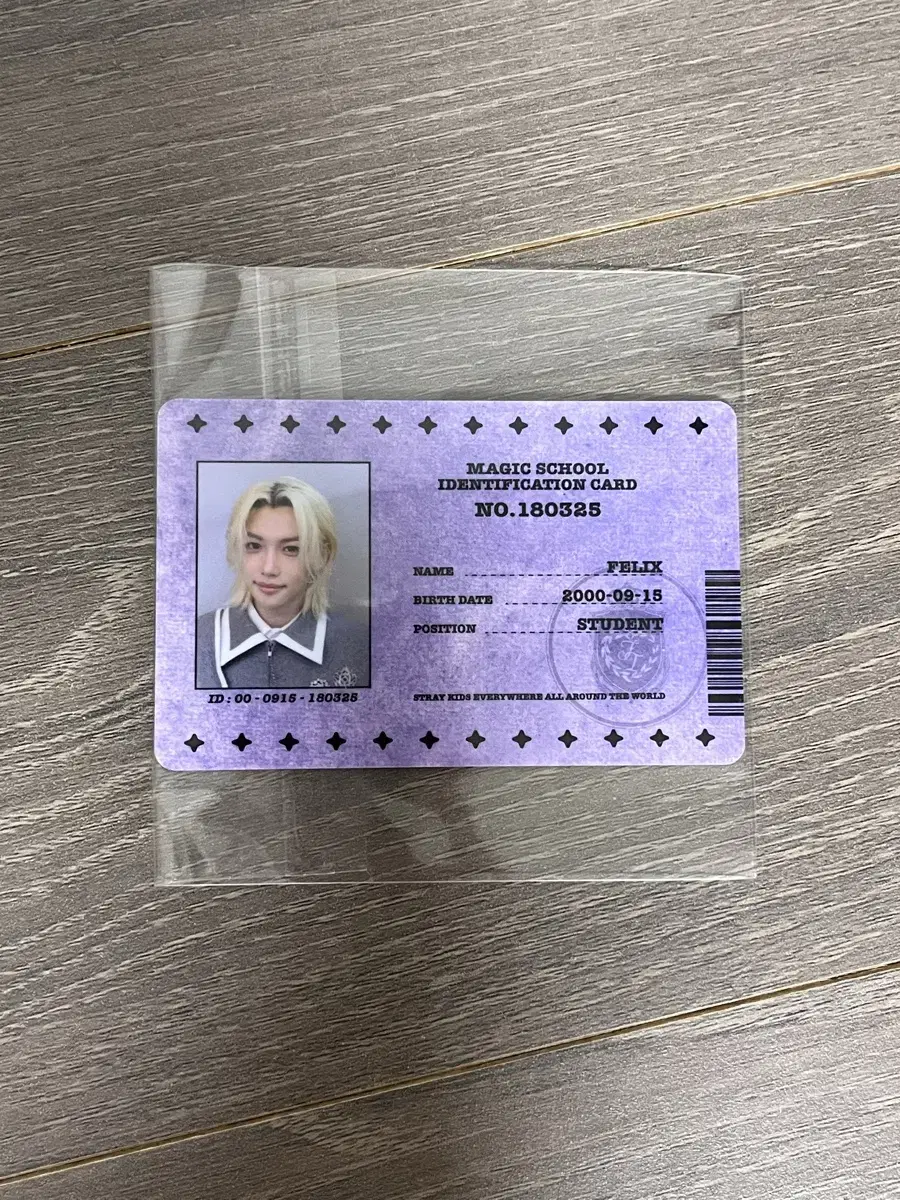 MAGIC SCHOOL
IDENTIFICATION CARD
NO.180325
NAME FELIX
BIRTH DATE 2000-09-15
POSITION STUDENT
ID : 00 - 0915 - 180325
STRAY KIDS EVERYWHERE ALL AROUND THE WORLD